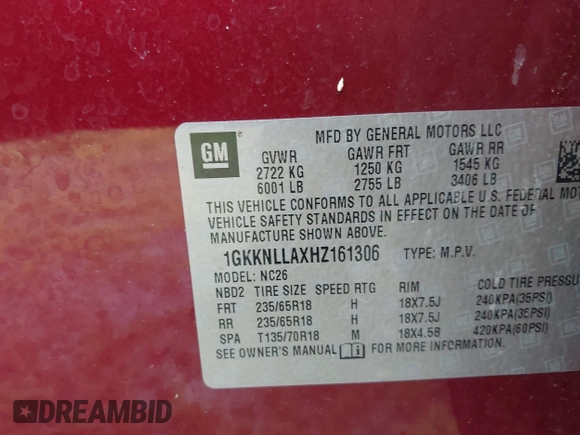 MFD BY GENERAL MOTORS LLC
GM
GVWR GAWR FRT GAWR RR
2722 KG 1250 KG 1545 KG
6001 LB 2755 LB 3406 LB
THIS VEHICLE CONFORMS TO ALL APPLICABLE U.S. FEDERAL
VEHICLE SAFETY STANDARDS IN EFFECT ON THE DATE OF
MANUFACTURE SHOWN ABOVE.
1GKKNLLAXHZ161306 TYPE: M.P.V.
MODEL: NC26
NBD2 TIRE SIZE SPEED RTG RIM COLD TIRE
FRT 235/65R18 H 18X7.5J 240KPA(35PSI)
RR 235/65R18 H 18X7.5J 240KPA(35PSI)
SPA T135/70R18 M 18X4.5B 420KPA(60PSI)
SEE OWNER'S MANUAL FOR MORE INFORMATION.
DREAMBID